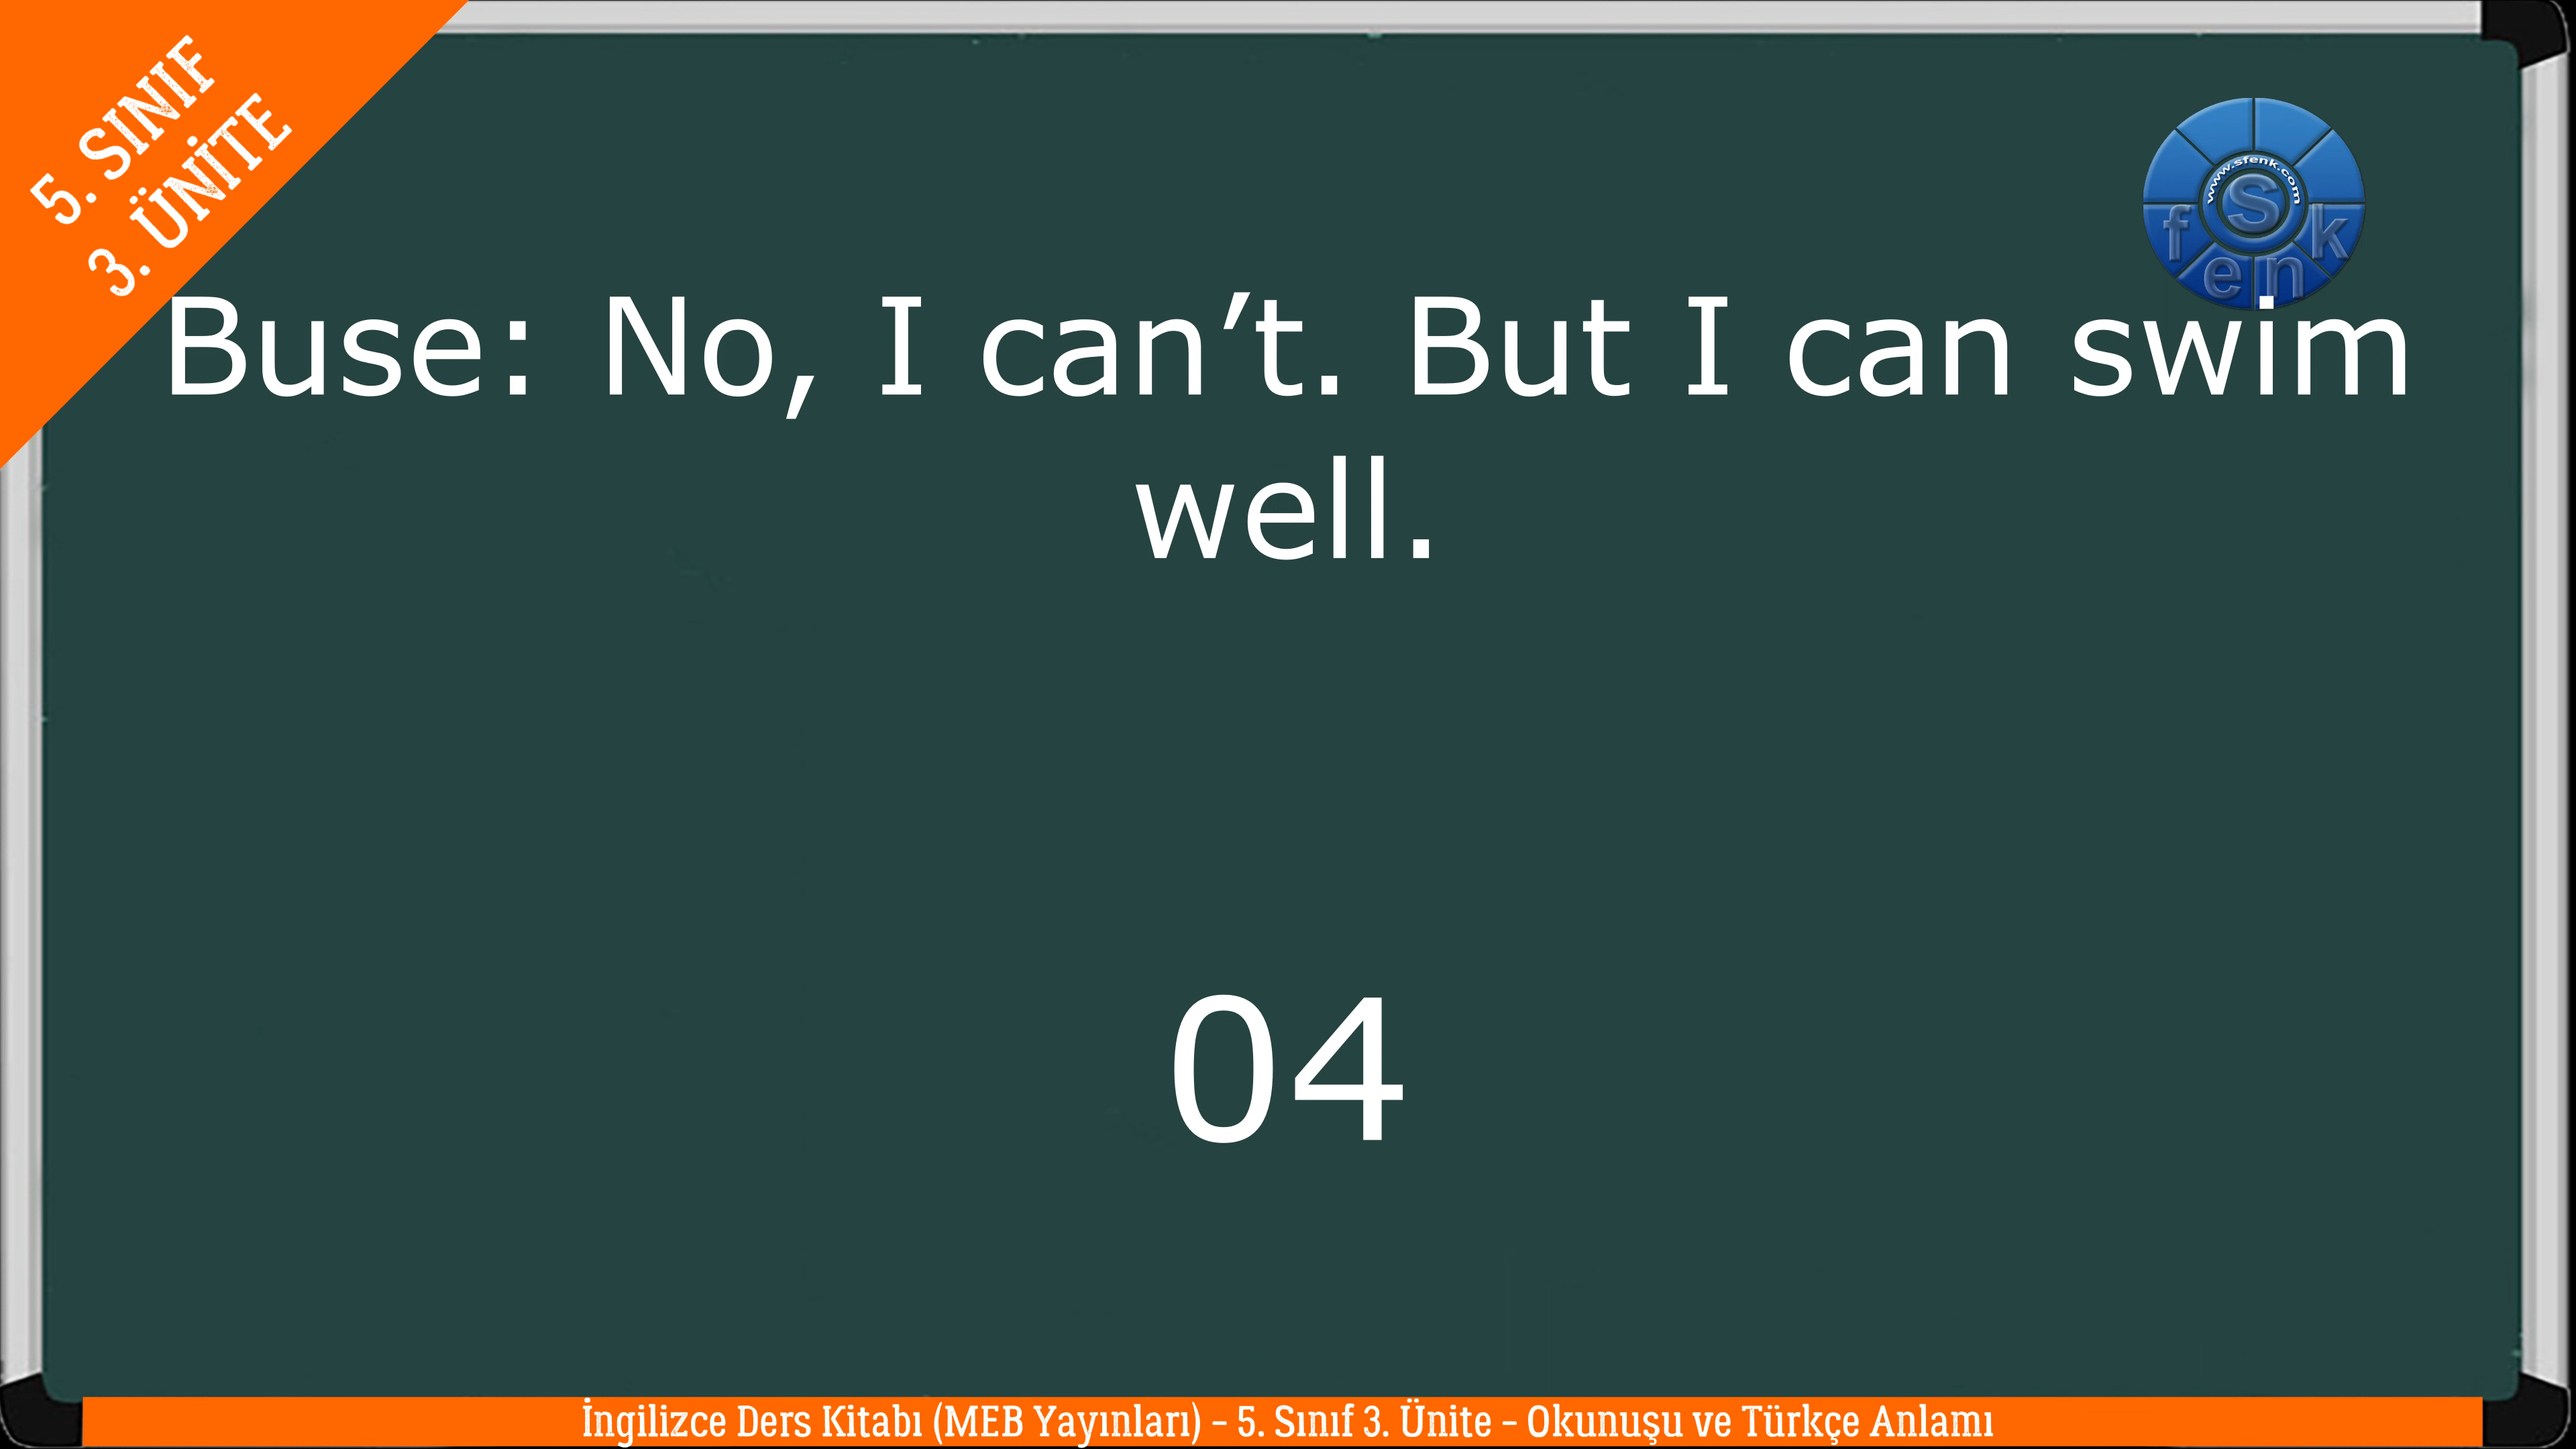 5. SINIF
3. ÜNİTE
www.sfenk.com
S
f e n k
Buse: No, I can’t. But I can swim
well.
04
İngilizce Ders Kitabı (MEB Yayınları) – 5. Sınıf 3. Ünite – Okunuşu ve Türkçe Anlamı